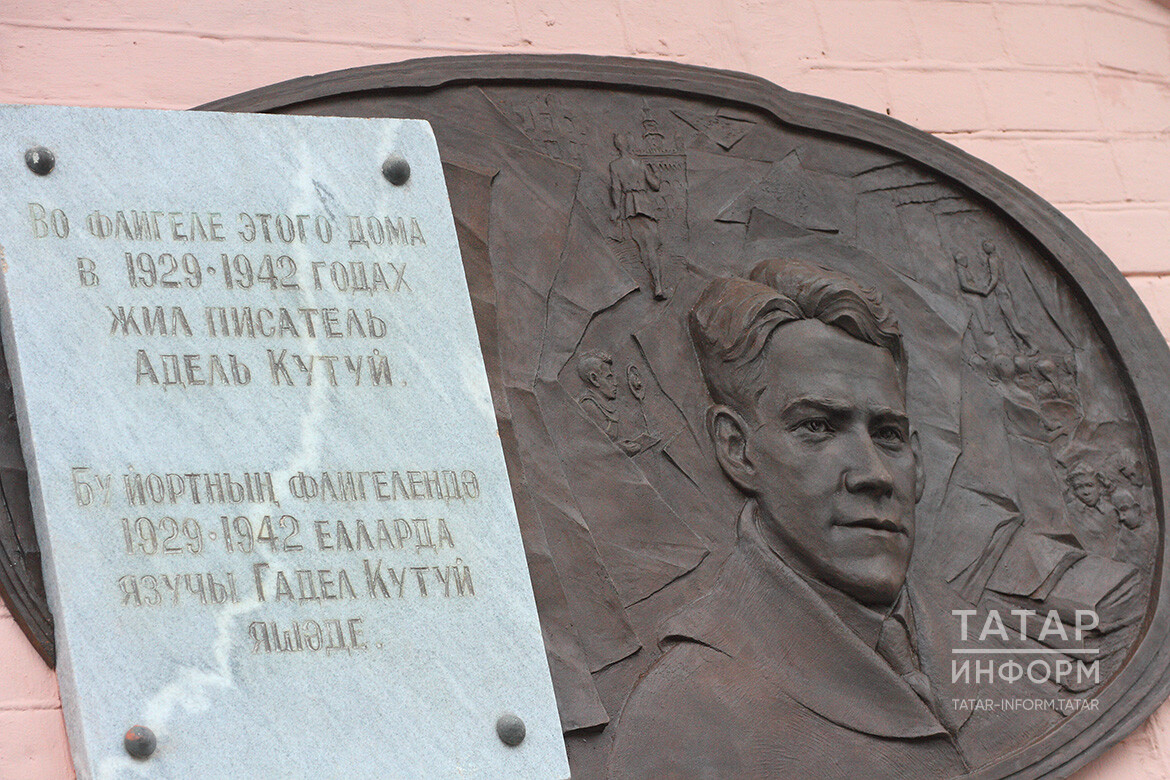 Во флигеле этого дома
в 1929·1942 годах
жил писатель
Адель Кутуй.
Бу йортның флигелендә
1929·1942 елларда
язучы Гадел Кутуй
яшәде.
ТАТАР
ИНФОРМ
TATAR-INFORM.TATAR